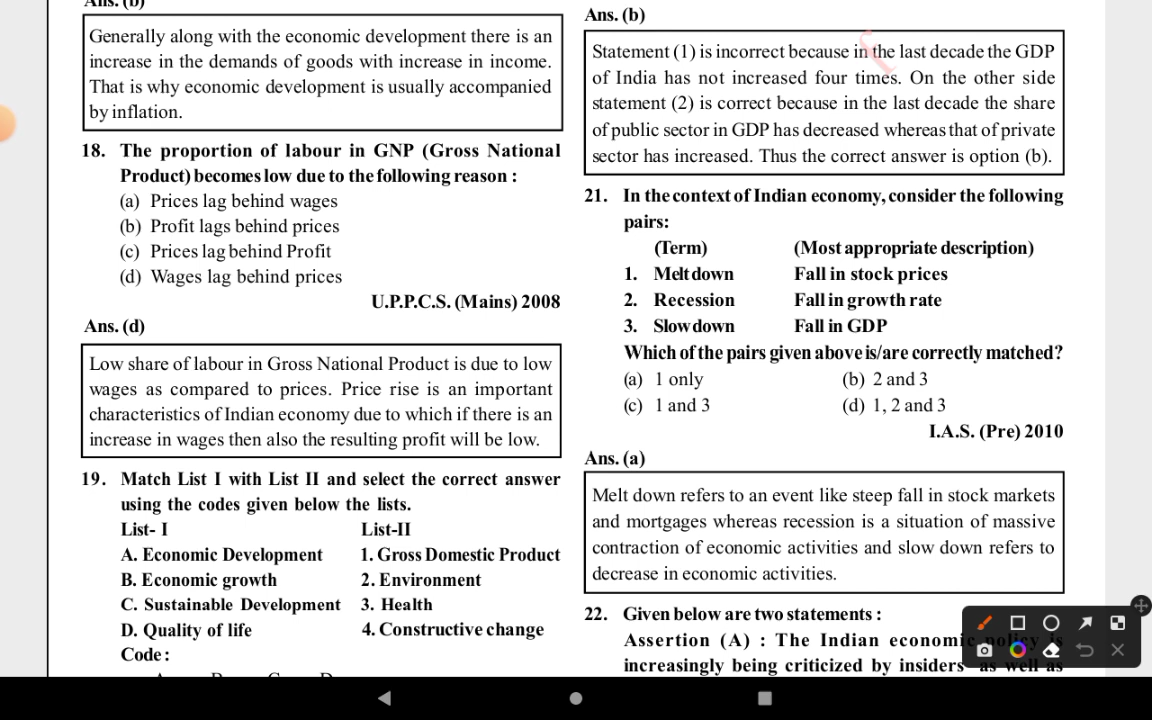 Ans. (b)
Generally along with the economic development there is an
increase in the demands of goods with increase in income.
That is why economic development is usually accompanied
by inflation.
18. The proportion of labour in GNP (Gross National
Product) becomes low due to the following reason :
(a) Prices lag behind wages
(b) Profit lags behind prices
(c) Prices lag behind Profit
(d) Wages lag behind prices
U.P.P.C.S. (Mains) 2008
Ans. (d)
Low share of labour in Gross National Product is due to low
wages as compared to prices. Price rise is an important
characteristics of Indian economy due to which if there is an
increase in wages then also the resulting profit will be low.
19. Match List I with List II and select the correct answer
using the codes given below the lists.
List- I List-II
A. Economic Development 1. Gross Domestic Product
B. Economic growth 2. Environment
C. Sustainable Development 3. Health
D. Quality of life 4. Constructive change
Code :
Ans. (b)
Statement (1) is incorrect because in the last decade the GDP
of India has not increased four times. On the other side
statement (2) is correct because in the last decade the share
of public sector in GDP has decreased whereas that of private
sector has increased. Thus the correct answer is option (b).
21. In the context of Indian economy, consider the following
pairs:
(Term) (Most appropriate description)
1. Melt down Fall in stock prices
2. Recession Fall in growth rate
3. Slow down Fall in GDP
Which of the pairs given above is/are correctly matched?
(a) 1 only (b) 2 and 3
(c) 1 and 3 (d) 1, 2 and 3
I.A.S. (Pre) 2010
Ans. (a)
Melt down refers to an event like steep fall in stock markets
and mortgages whereas recession is a situation of massive
contraction of economic activities and slow down refers to
decrease in economic activities.
22. Given below are two statements :
Assertion (A) : The Indian economic policy is
increasingly being criticized by insiders as well as